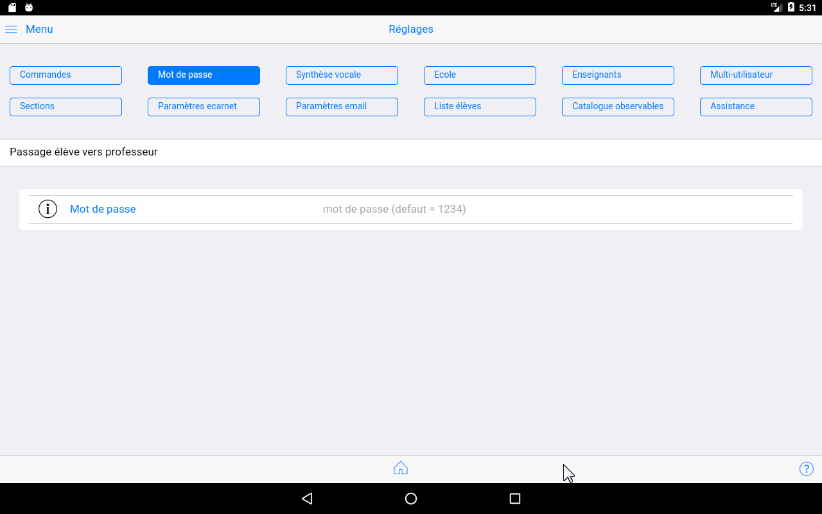 5:31
Menu
Réglages
Commandes Mot de passe Synthèse vocale Ecole Enseignants Multi-utilisateur
Sections Paramètres ecarnet Paramètres email Liste élèves Catalogue observables Assistance
Passage élève vers professeur
Mot de passe mot de passe (defaut = 1234)